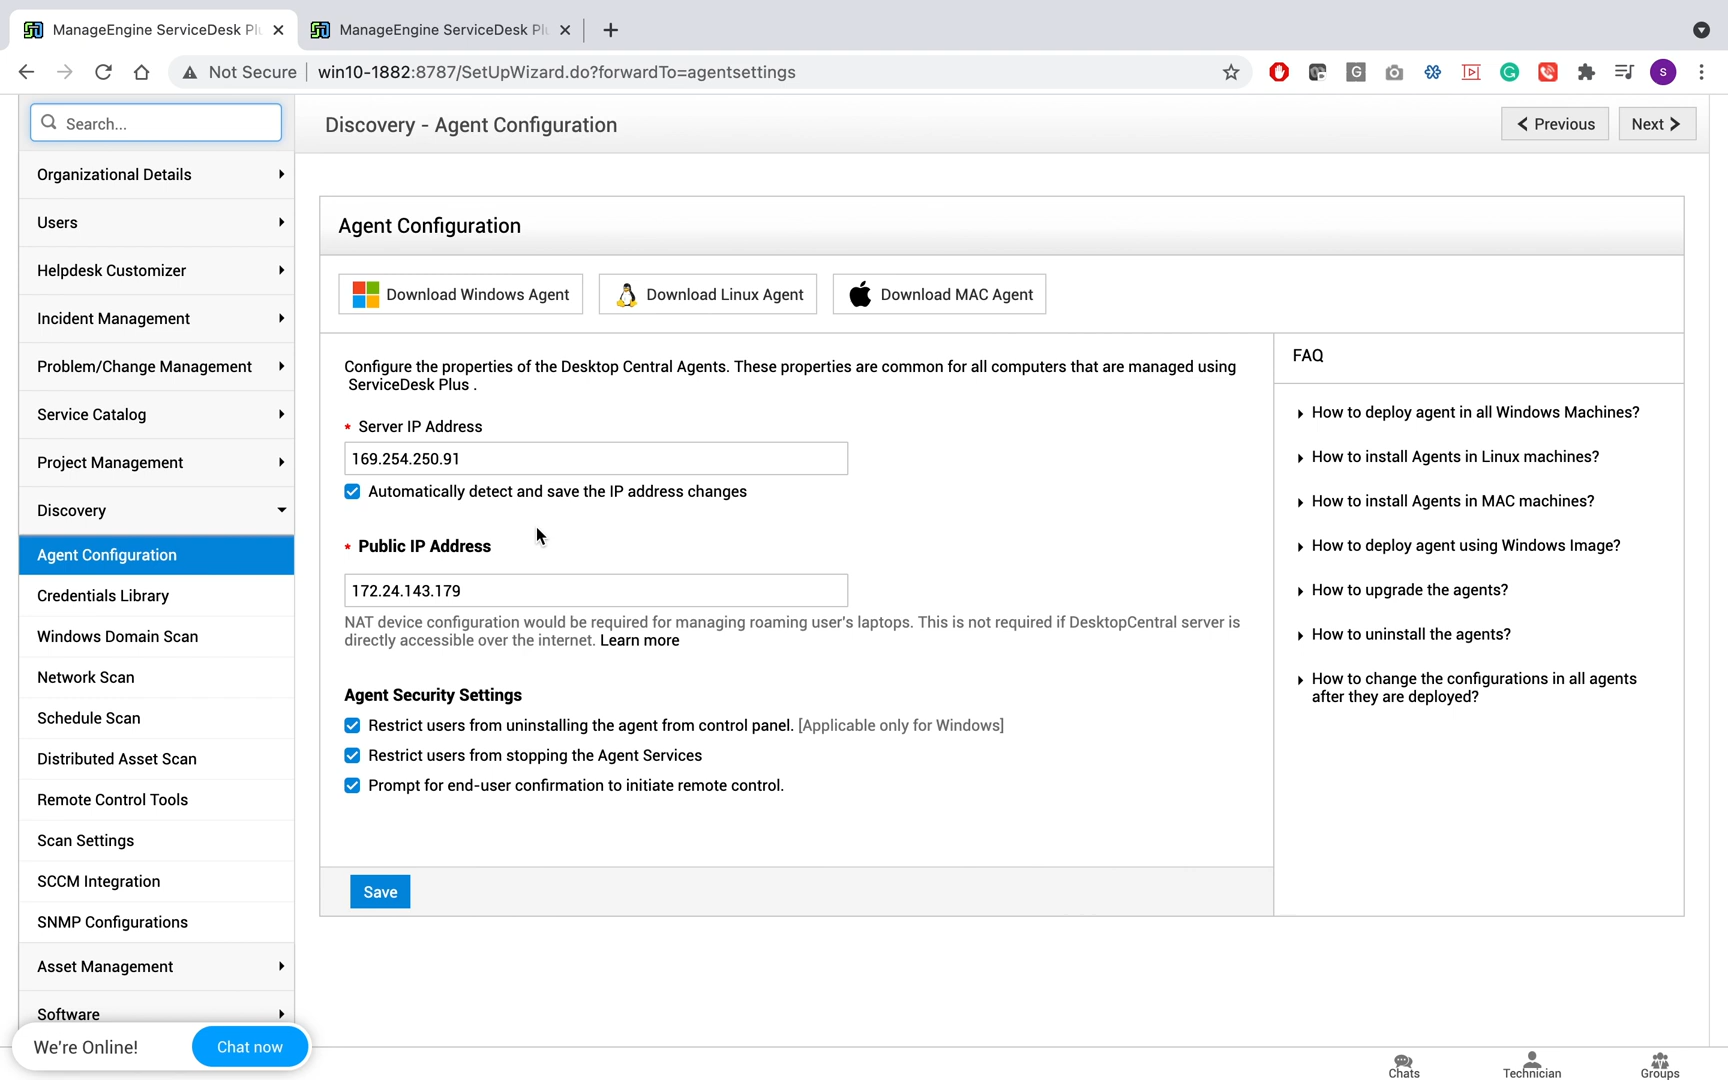 ManageEngine ServiceDesk Pl
ManageEngine ServiceDesk Pl
Not Secure
win10-1882:8787/SetUpWizard.do?forwardTo=agentsettings
G
S
Search...
Discovery - Agent Configuration
Previous
Next
Organizational Details
Users
Helpdesk Customizer
Incident Management
Problem/Change Management
Service Catalog
Project Management
Discovery
Agent Configuration
Credentials Library
Windows Domain Scan
Network Scan
Schedule Scan
Distributed Asset Scan
Remote Control Tools
Scan Settings
SCCM Integration
SNMP Configurations
Asset Management
Software
We're Online!
Chat now
Agent Configuration
Download Windows Agent
Download Linux Agent
Download MAC Agent
Configure the properties of the Desktop Central Agents. These properties are common for all computers that are managed using
ServiceDesk Plus .
* Server IP Address
169.254.250.91
Automatically detect and save the IP address changes
* Public IP Address
172.24.143.179
NAT device configuration would be required for managing roaming user's laptops. This is not required if DesktopCentral server is
directly accessible over the internet. Learn more
Agent Security Settings
Restrict users from uninstalling the agent from control panel. [Applicable only for Windows]
Restrict users from stopping the Agent Services
Prompt for end-user confirmation to initiate remote control.
Save
FAQ
How to deploy agent in all Windows Machines?
How to install Agents in Linux machines?
How to install Agents in MAC machines?
How to deploy agent using Windows Image?
How to upgrade the agents?
How to uninstall the agents?
How to change the configurations in all agents
after they are deployed?
Chats
Technician
Groups